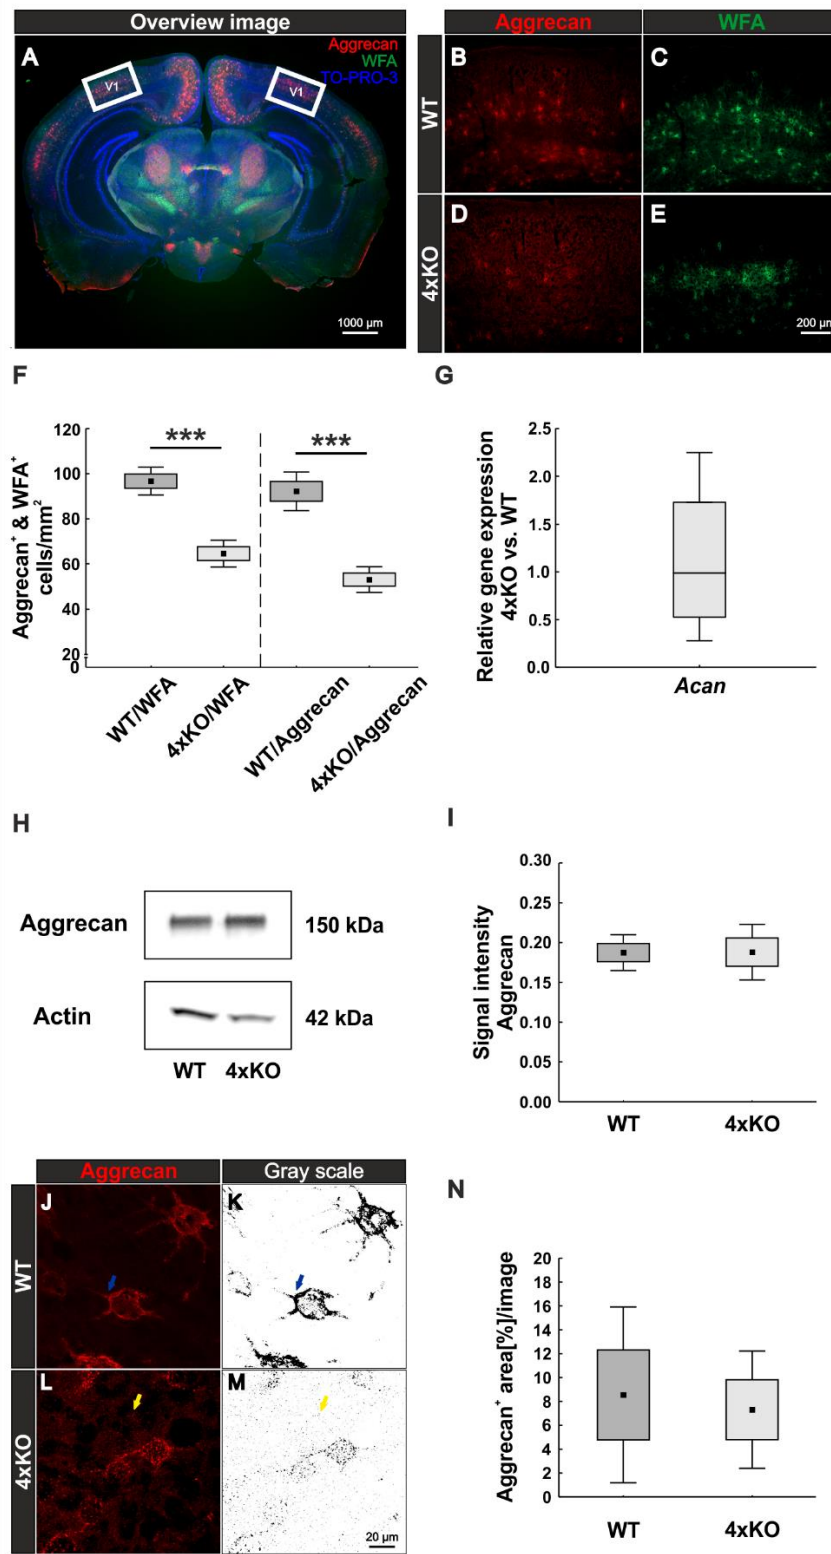 Overview image
A
Aggrecan
WFA
TO-PRO-3
V1
V1
1000 µm
Aggrecan
WFA
WT
B
C
4xKO
D
E
200 µm
F
120
100
80
60
40
20
0
Aggrecan⁺ & WFA⁺
cells/mm²
***
***
WT/WFA
4xKO/WFA
WT/Aggrecan
4xKO/Aggrecan
G
2.5
2.0
1.5
1.0
0.5
0.0
Relative gene expression
4xKO vs. WT
Acan
H
Aggrecan
150 kDa
Actin
42 kDa
WT
4xKO
I
0.30
0.25
0.20
0.15
0.10
0.05
0.00
Signal intensity
Aggrecan
WT
4xKO
Aggrecan
Gray scale
WT
J
K
4xKO
L
M
20 µm
N
20
18
16
14
12
10
8
6
4
2
0
Aggrecan⁺ area[%]/image
WT
4xKO